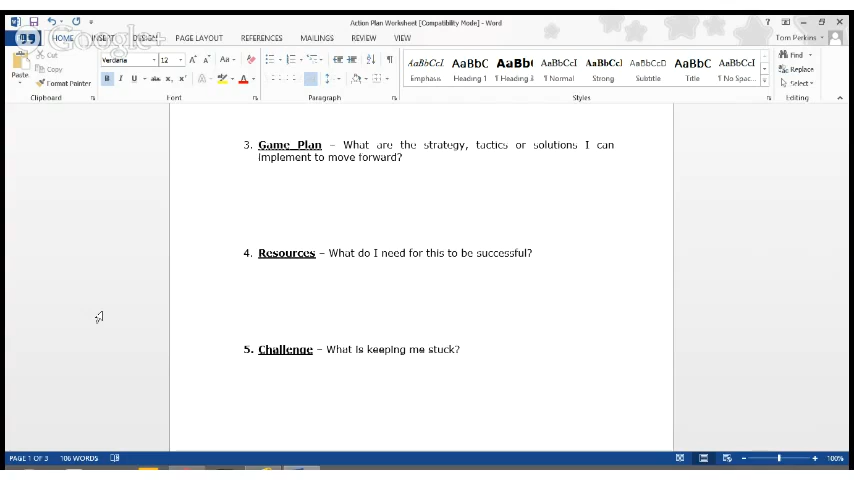 Action Plan Worksheet [Compatibility Mode] - Word
Google+
HOME INSERT DESIGN PAGE LAYOUT REFERENCES MAILINGS REVIEW VIEW
Tom Perkins
Cut
Copy
Format Painter
Paste
Verdana 12
AaBbCcI AaBbC AaBb( AaBbCcI AaBbCcI AaBbCcD AaBbC AaBbCcI
Emphasis Heading 1 ¶ Heading 2 ¶ Normal Strong Subtitle Title ¶ No Spac...
Find
Replace
Select
Clipboard Font Paragraph Styles Editing
3. Game Plan – What are the strategy, tactics or solutions I can
implement to move forward?
4. Resources – What do I need for this to be successful?
5. Challenge – What is keeping me stuck?
PAGE 1 OF 3 106 WORDS 100%